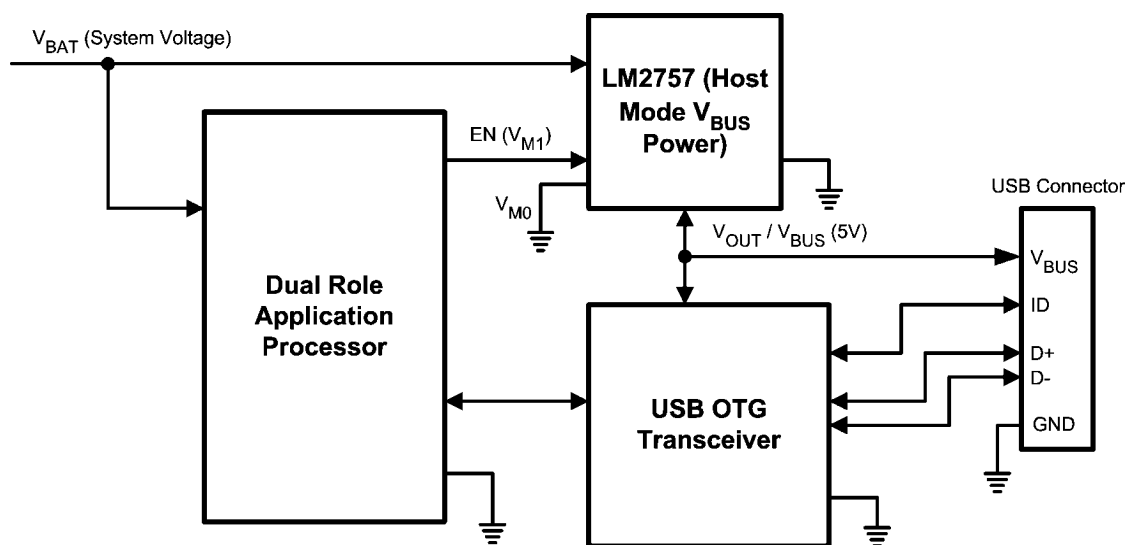 V_BAT (System Voltage)
LM2757 (Host
Mode V_BUS
Power)
EN (V_M1)
V_M0
USB Connector
V_OUT / V_BUS (5V)
V_BUS
Dual Role
Application
Processor
ID
D+
D-
USB OTG
Transceiver
GND